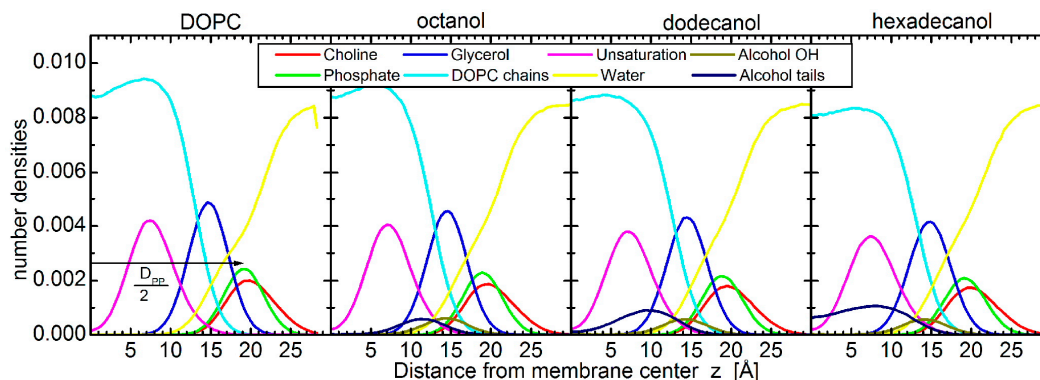 DOPC octanol dodecanol hexadecanol
Choline Glycerol Unsaturation Alcohol OH
Phosphate DOPC chains Water Alcohol tails
number densities
0.010
0.008
0.006
0.004
0.002
0.000
D_PP
2
5 10 15 20 25 5 10 15 20 25 5 10 15 20 25 5 10 15 20 25
Distance from membrane center z [Å]